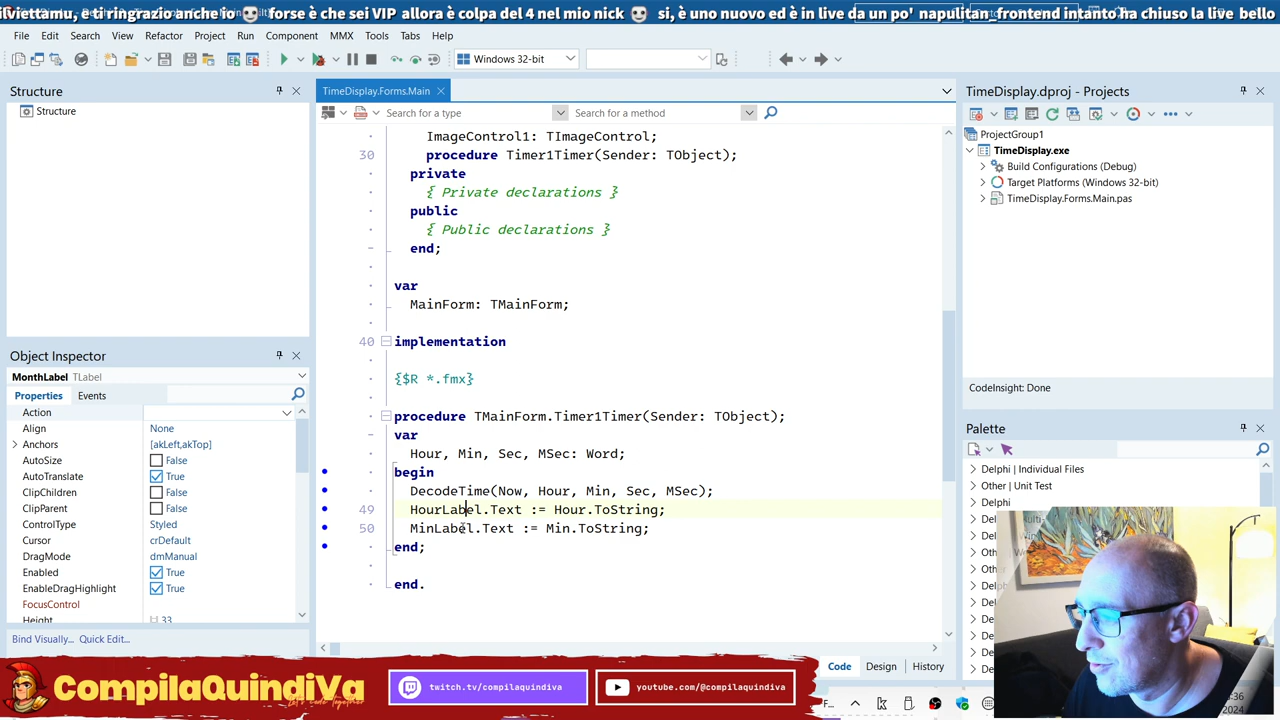 ivittamu, mi ringrazio anche io forse è che sei VIP allora è colpa del 4 nel mio nick si, è uno nuovo ed è in live da un po' napulitan_frontend intanto ha chiuso la live bello
File Edit Search View Refactor Project Run Component MMX Tools Tabs Help
Windows 32-bit
Structure
Structure
Object Inspector
MonthLabel TLabel
Properties Events
Action
Align None
Anchors [akLeft,akTop]
AutoSize False
AutoTranslate True
ClipChildren False
ClipParent False
ControlType Styled
Cursor crDefault
DragMode dmManual
Enabled True
EnableDragHighlight True
FocusControl
Height 33
Bind Visually... Quick Edit...
TimeDisplay.Forms.Main
Search for a type Search for a method
ImageControl1: TImageControl;
30 procedure Timer1Timer(Sender: TObject);
private
{ Private declarations }
public
{ Public declarations }
end;
var
MainForm: TMainForm;
40 implementation
{$R *.fmx}
procedure TMainForm.Timer1Timer(Sender: TObject);
var
Hour, Min, Sec, MSec: Word;
begin
DecodeTime(Now, Hour, Min, Sec, MSec);
49 HourLabel.Text := Hour.ToString;
50 MinLabel.Text := Min.ToString;
end;
end.
Code Design History
TimeDisplay.dproj - Projects
ProjectGroup1
TimeDisplay.exe
Build Configurations (Debug)
Target Platforms (Windows 32-bit)
TimeDisplay.Forms.Main.pas
CodeInsight: Done
Palette
Delphi | Individual Files
Other | Unit Test
Delphi
CompilaQuindiVa
Let's code together
twitch.tv/compilaquindiva
youtube.com/@compilaquindiva